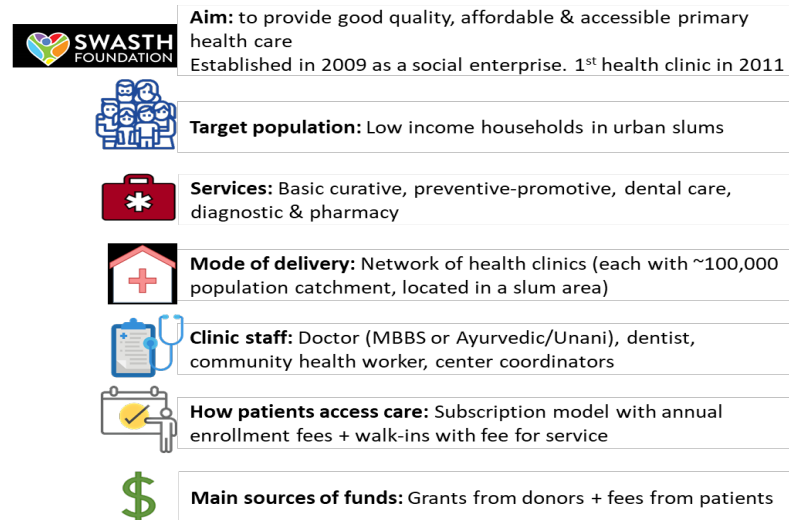 SWASTH
FOUNDATION
Aim: to provide good quality, affordable & accessible primary
health care
Established in 2009 as a social enterprise. 1st health clinic in 2011
Target population: Low income households in urban slums
Services: Basic curative, preventive-promotive, dental care,
diagnostic & pharmacy
Mode of delivery: Network of health clinics (each with ~100,000
population catchment, located in a slum area)
Clinic staff: Doctor (MBBS or Ayurvedic/Unani), dentist,
community health worker, center coordinators
How patients access care: Subscription model with annual
enrollment fees + walk-ins with fee for service
$
Main sources of funds: Grants from donors + fees from patients